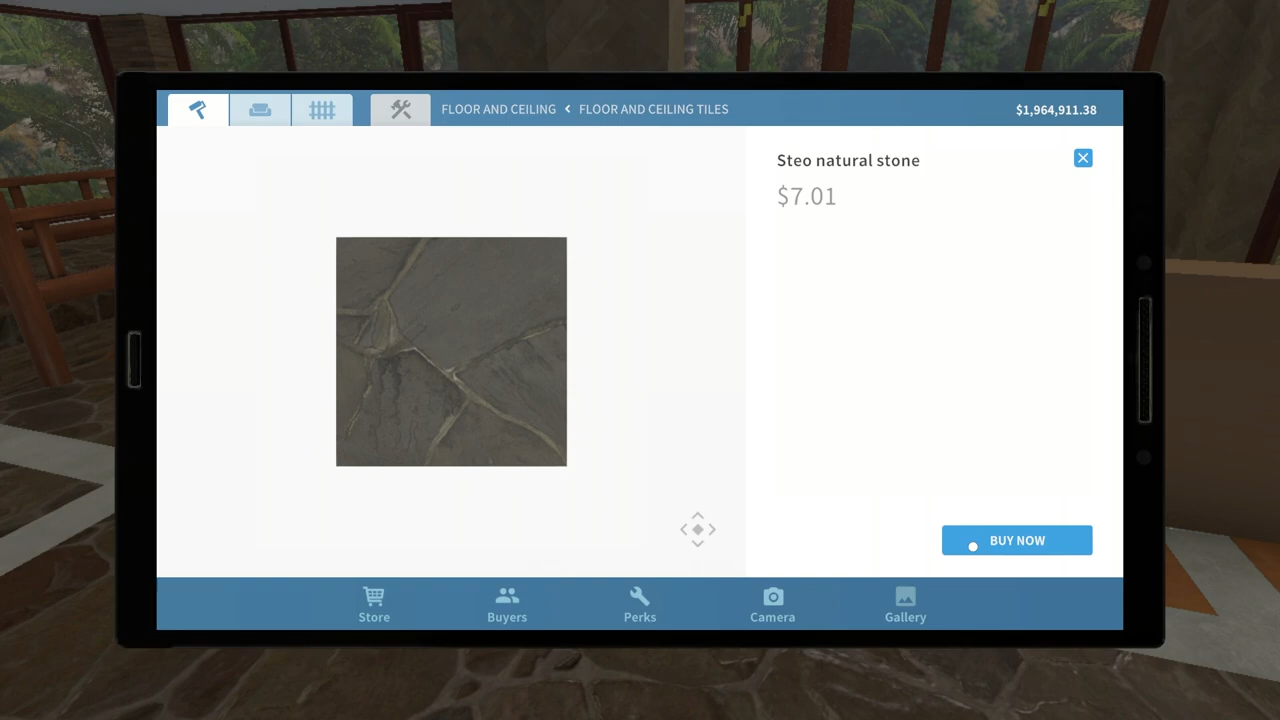 FLOOR AND CEILING < FLOOR AND CEILING TILES
$1,964,911.38
Steo natural stone
$7.01
BUY NOW
Store
Buyers
Perks
Camera
Gallery